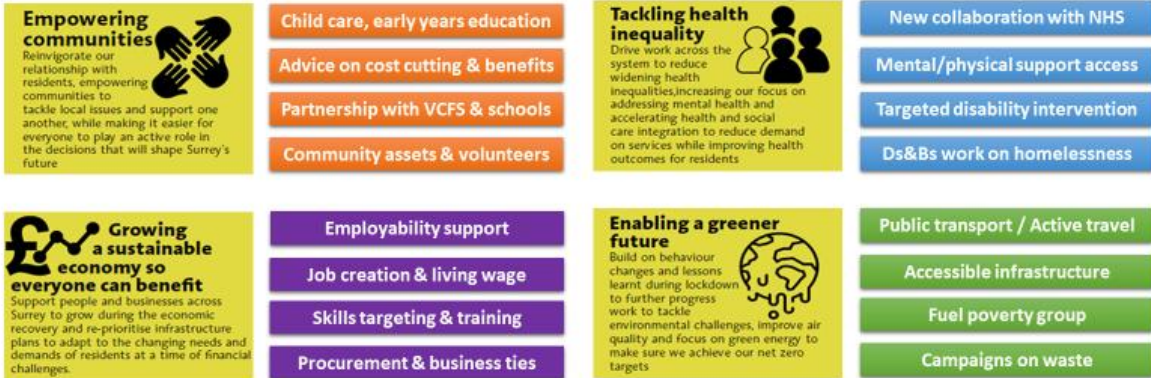 Empowering
communities
Reinvigorate our
relationship with
residents, empowering
communities to
tackle local issues and support one
another, while making it easier for
everyone to play an active role in
the decisions that will shape Surrey's
future
Child care, early years education
Advice on cost cutting & benefits
Partnership with VCFS & schools
Community assets & volunteers
Tackling health
inequality
Drive work across the
system to reduce
widening health
inequalities,increasing our focus on
addressing mental health and
accelerating health and social
care integration to reduce demand
on services while improving health
outcomes for residents
New collaboration with NHS
Mental/physical support access
Targeted disability intervention
Ds&Bs work on homelessness
£ Growing
a sustainable
economy so
everyone can benefit
Support people and businesses across
Surrey to grow during the economic
recovery and re-prioritise infrastructure
plans to adapt to the changing needs and
demands of residents at a time of financial
challenges.
Employability support
Job creation & living wage
Skills targeting & training
Procurement & business ties
Enabling a greener
future
Build on behaviour
changes and lessons
learnt during lockdown
to further progress
work to tackle
environmental challenges, improve air
quality and focus on green energy to
make sure we achieve our net zero
targets
Public transport / Active travel
Accessible infrastructure
Fuel poverty group
Campaigns on waste